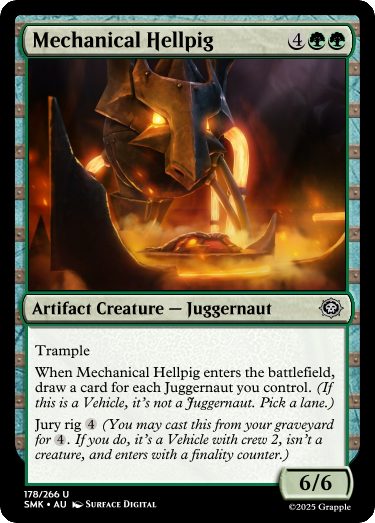 Mechanical Hellpig 4
Artifact Creature — Juggernaut
Trample
When Mechanical Hellpig enters the battlefield,
draw a card for each Juggernaut you control. (If
this is a Vehicle, it's not a Juggernaut. Pick a lane.)
Jury rig 4 (You may cast this from your graveyard
for 4. If you do, it's a Vehicle with crew 2, isn't a
creature, and enters with a finality counter.)
6/6
178/266 U
SMK • AU Surface Digital
©2025 Grapple